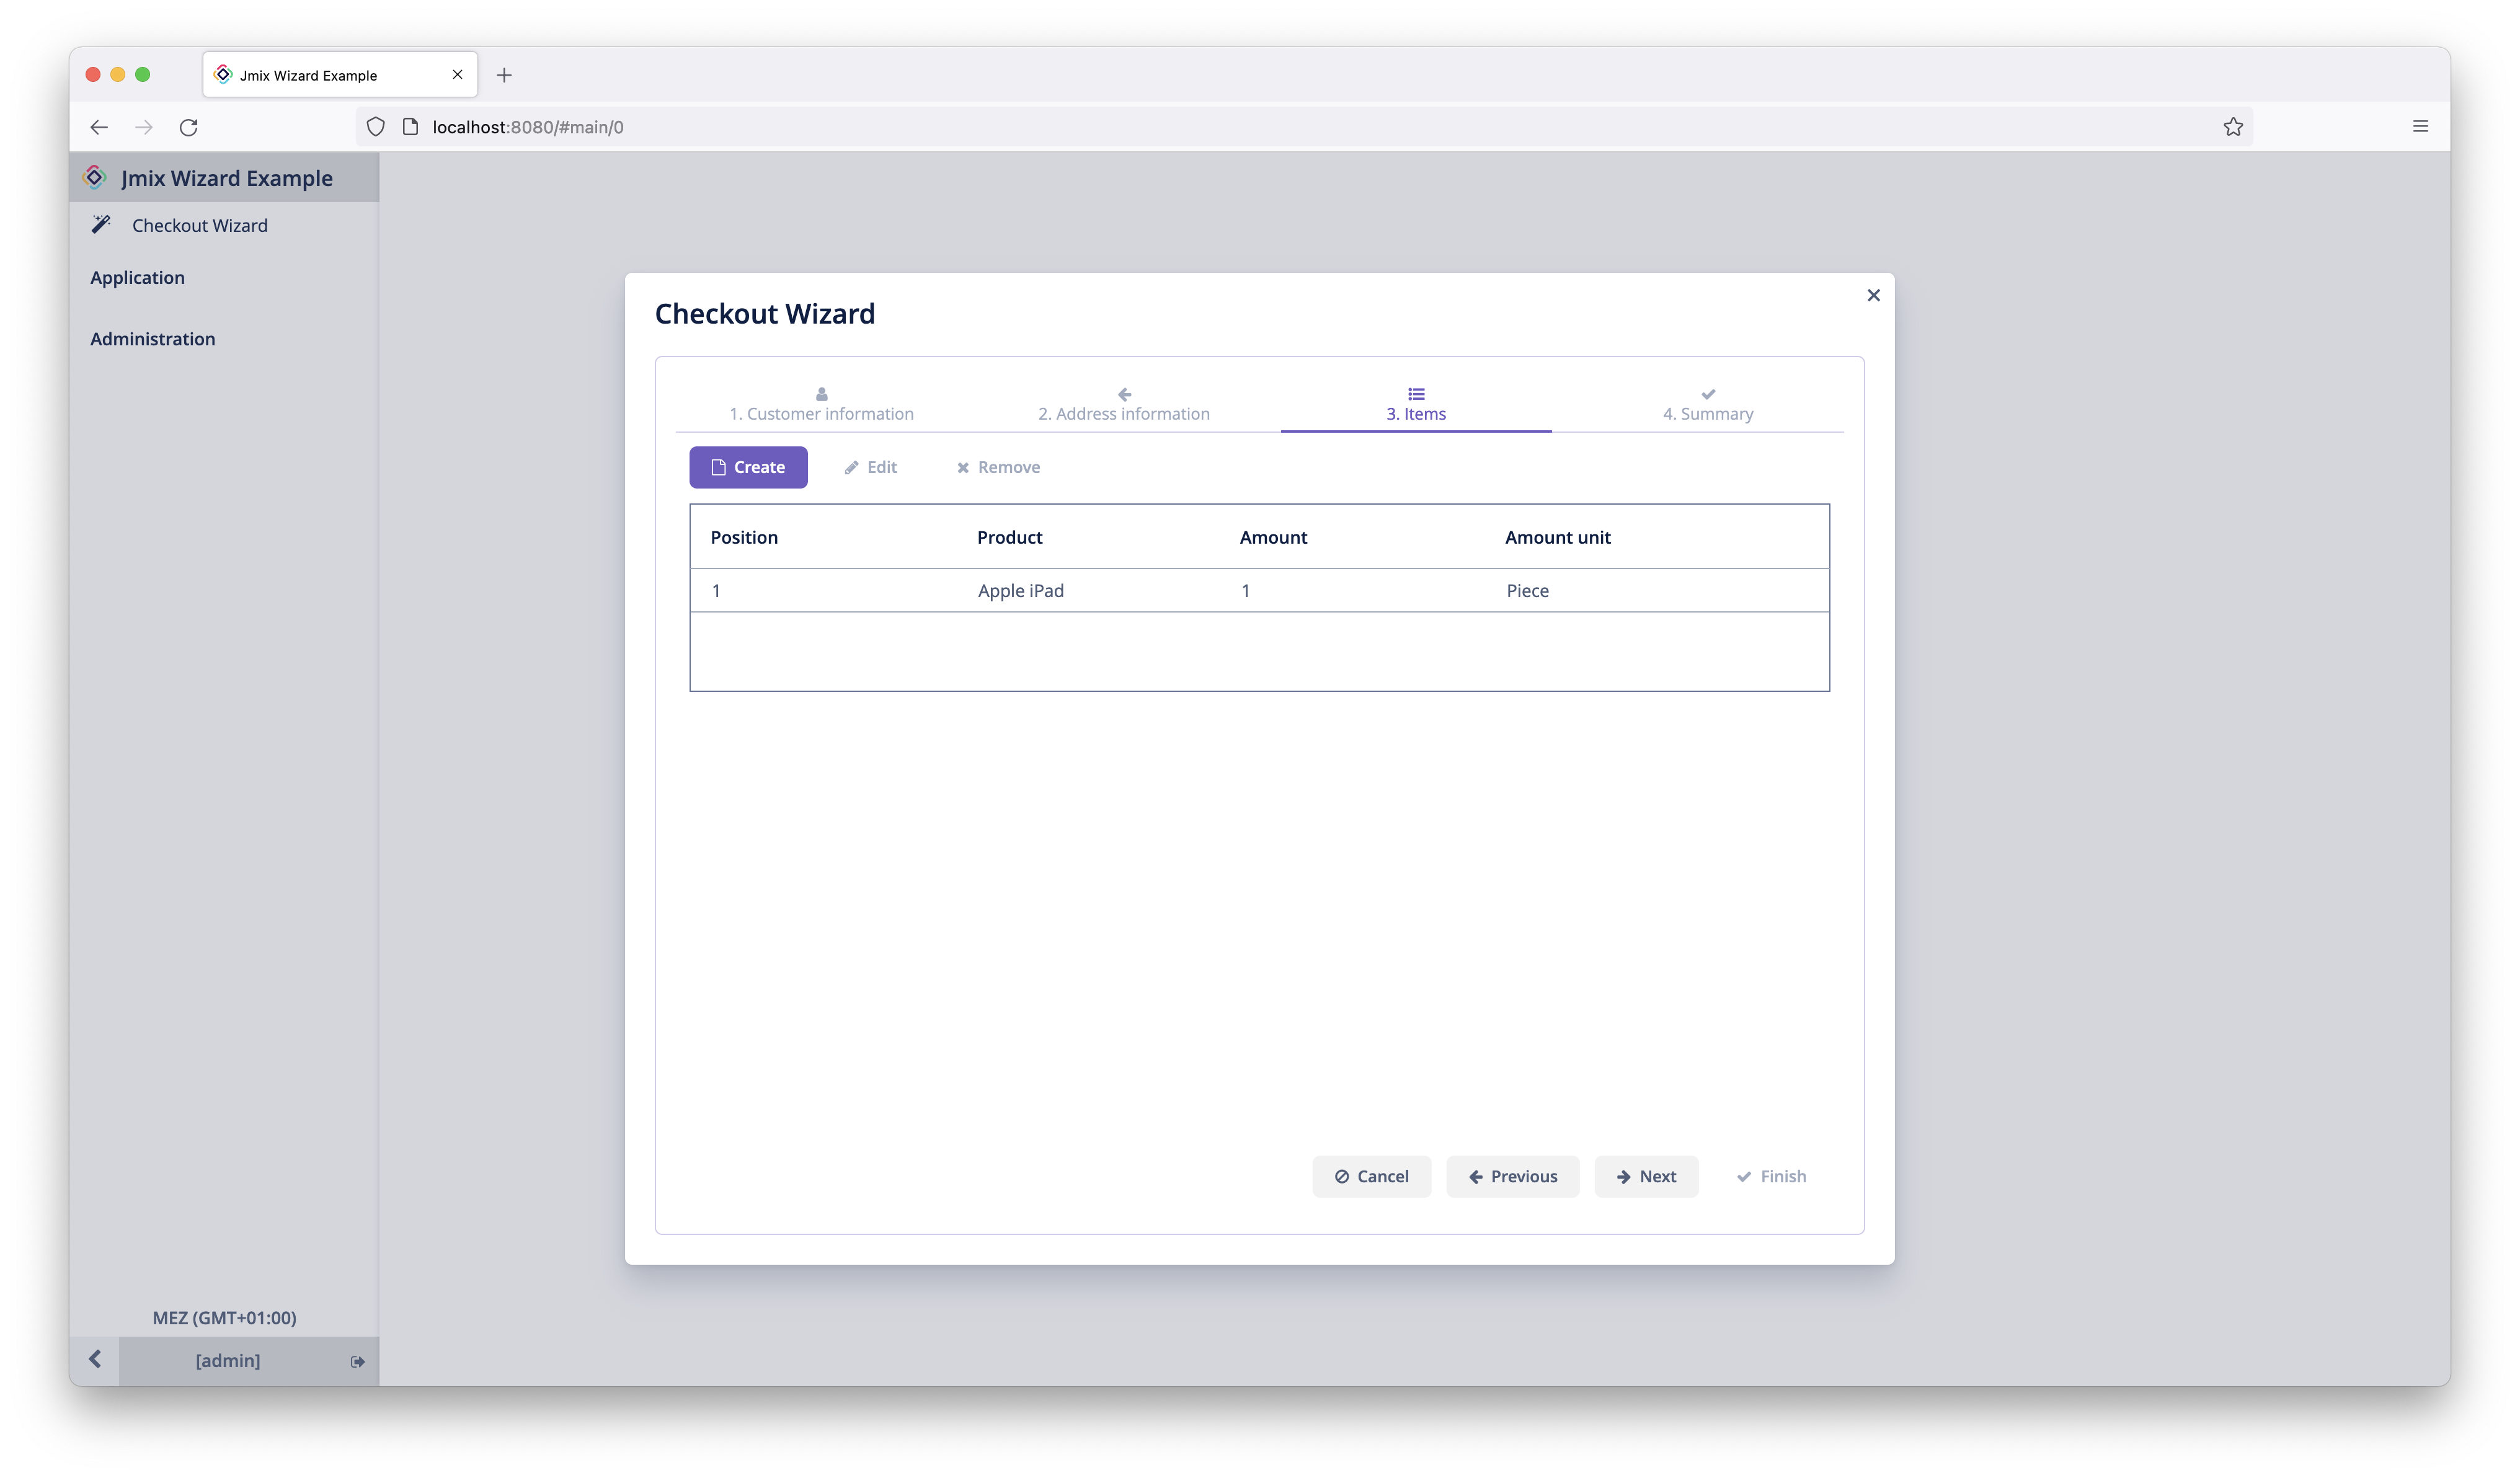 Jmix Wizard Example
localhost:8080/#main/0
Jmix Wizard Example
Checkout Wizard
Application
Administration
Checkout Wizard
1. Customer information
2. Address information
3. Items
4. Summary
Create
Edit
Remove
Position Product Amount Amount unit
1 Apple iPad 1 Piece
Cancel
Previous
Next
Finish
MEZ (GMT+01:00)
[admin]